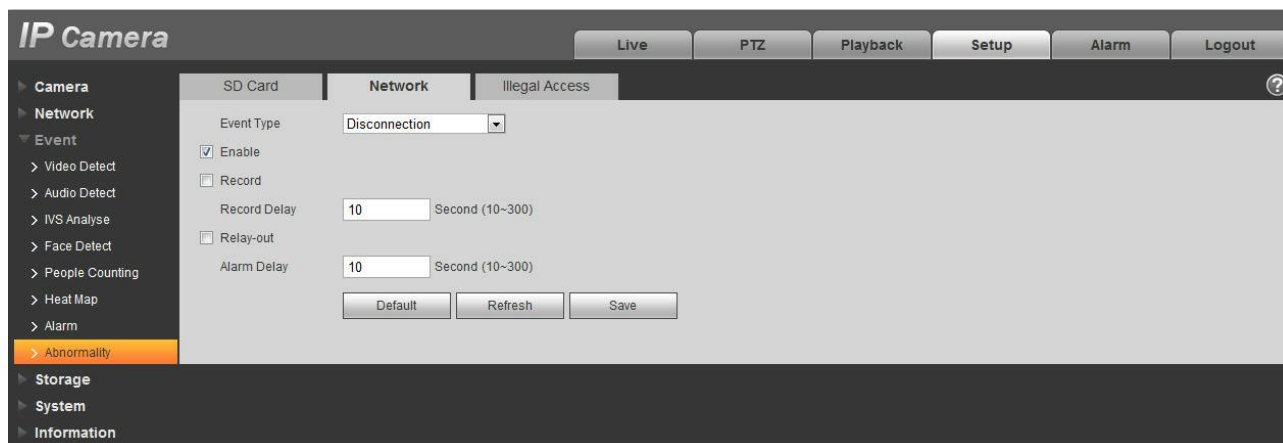 IP Camera
Live PTZ Playback Setup Alarm Logout
Camera
Network
Event
Video Detect
Audio Detect
IVS Analyse
Face Detect
People Counting
Heat Map
Alarm
Abnormality
Storage
System
Information
SD Card Network Illegal Access
?
Event Type Disconnection
Enable
Record
Record Delay 10 Second (10~300)
Relay-out
Alarm Delay 10 Second (10~300)
Default Refresh Save